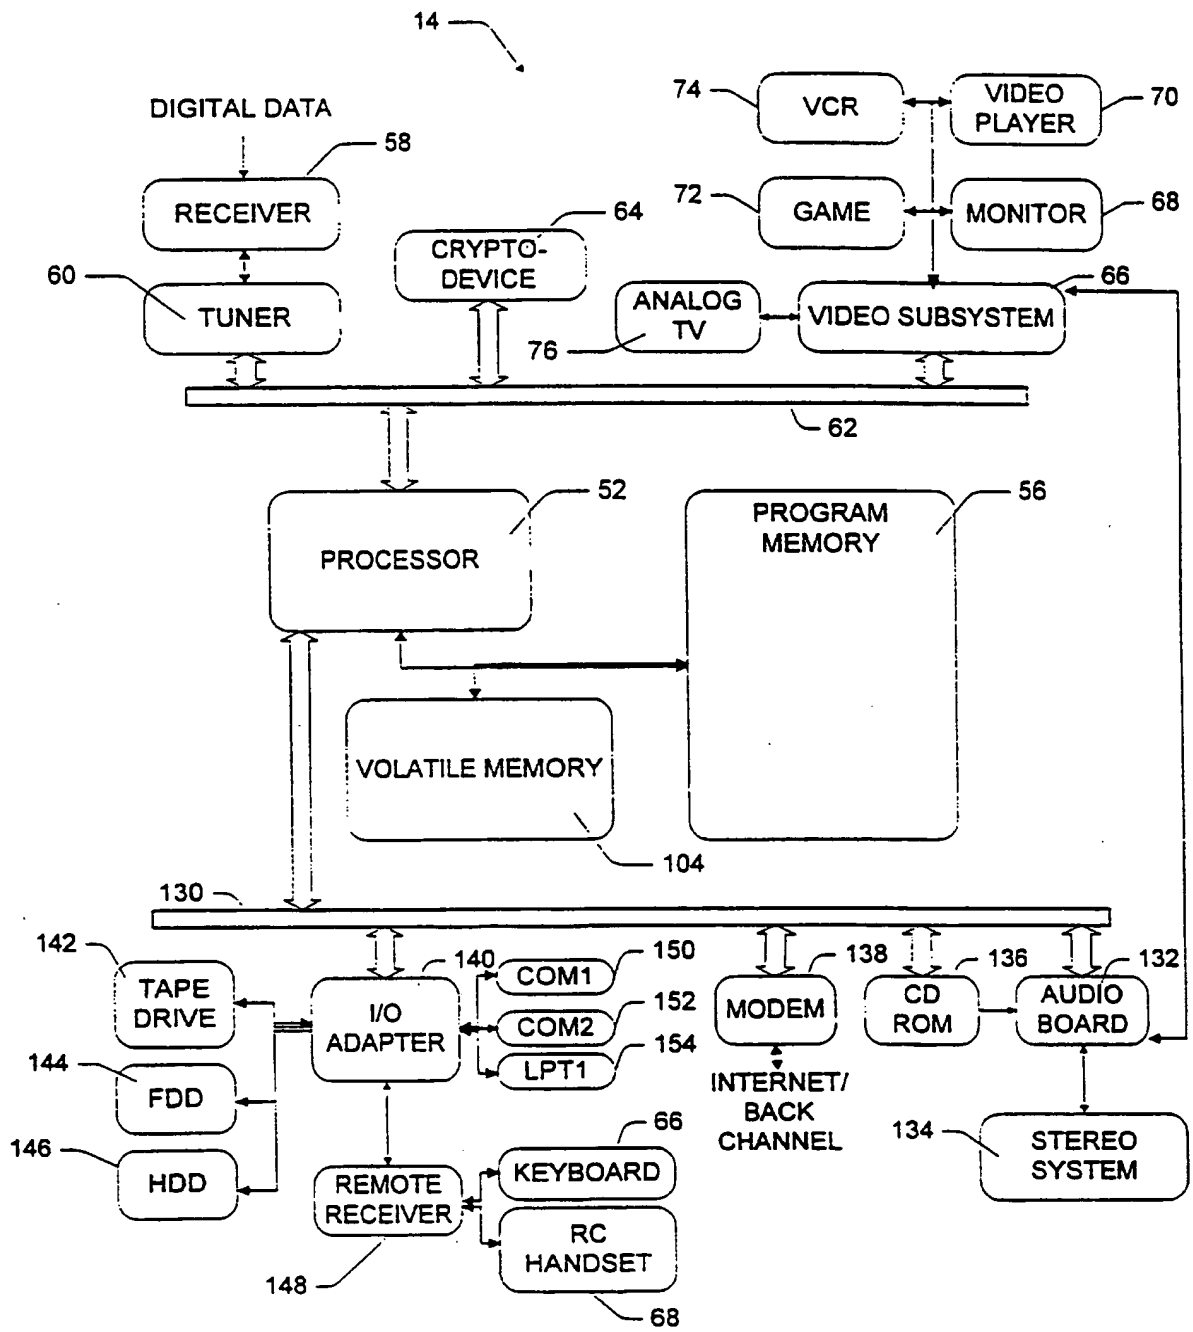 14
DIGITAL DATA
58
RECEIVER
60
TUNER
64
CRYPTO-
DEVICE
74
VCR
VIDEO
PLAYER
70
72
GAME
MONITOR
68
66
ANALOG
TV
76
VIDEO SUBSYSTEM
62
52
PROCESSOR
PROGRAM
MEMORY
56
VOLATILE MEMORY
104
130
142
TAPE
DRIVE
144
FDD
146
HDD
140
I/O
ADAPTER
COM1
150
COM2
152
LPT1
154
138
MODEM
INTERNET/
BACK
CHANNEL
136
CD
ROM
132
AUDIO
BOARD
134
STEREO
SYSTEM
REMOTE
RECEIVER
148
66
KEYBOARD
RC
HANDSET
68